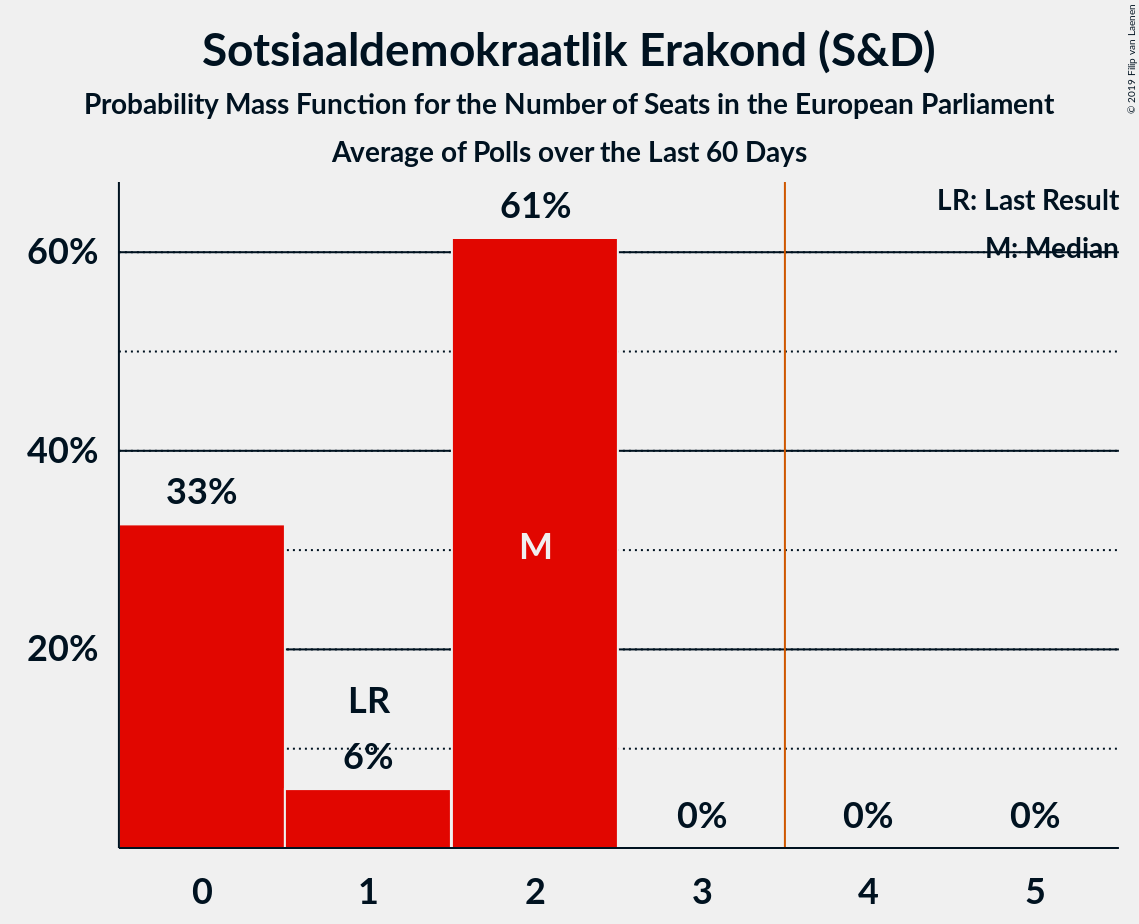 Sotsiaaldemokraatlik Erakond (S&D)
Probability Mass Function for the Number of Seats in the European Parliament
Average of Polls over the Last 60 Days
© 2019 Filip van Laenen
LR: Last Result
M: Median
60%
40%
20%
33%
LR
6%
61%
M
0%
0%
0%
0
1
2
3
4
5